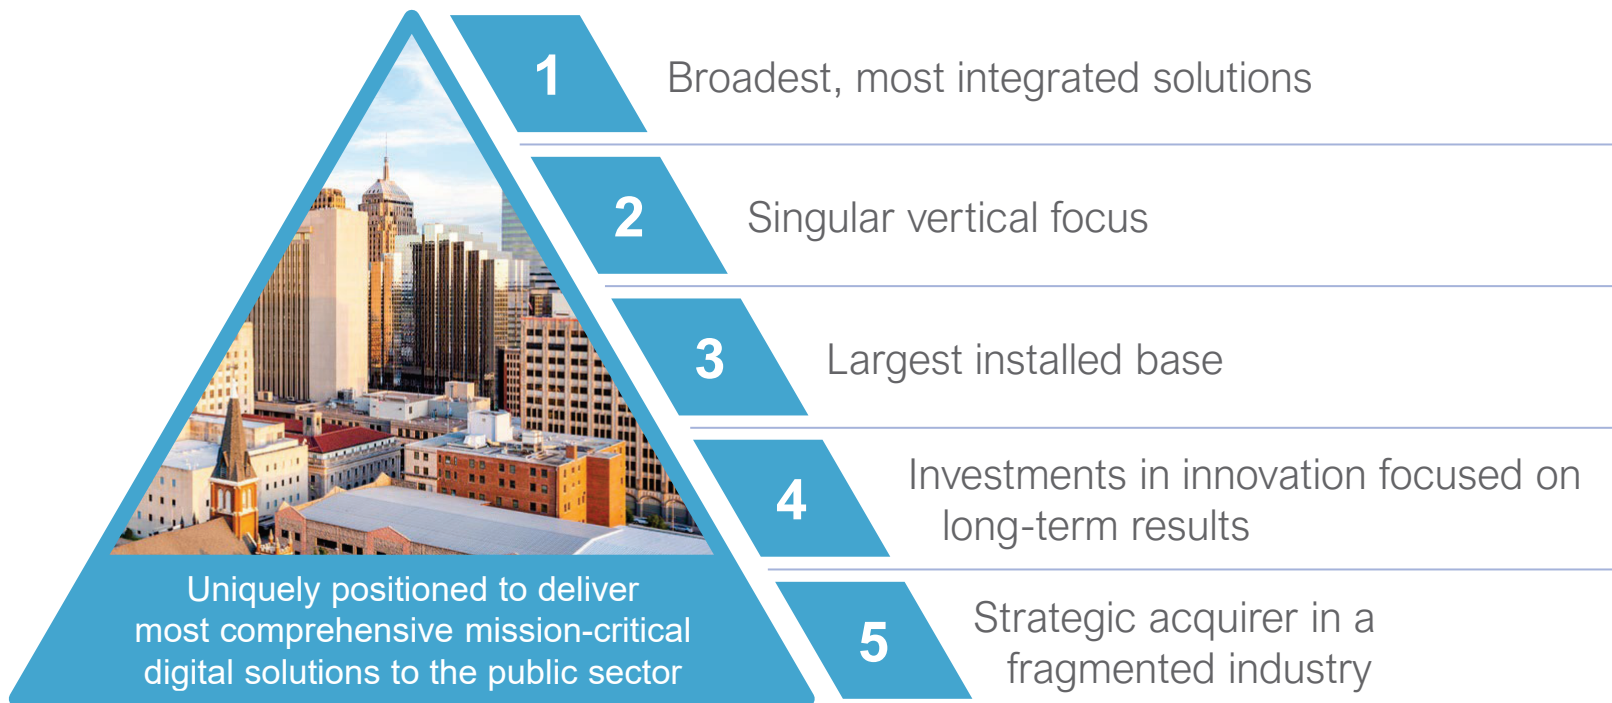 1
Broadest, most integrated solutions
2
Singular vertical focus
3
Largest installed base
4
Investments in innovation focused on
long-term results
5
Strategic acquirer in a
fragmented industry
Uniquely positioned to deliver
most comprehensive mission-critical
digital solutions to the public sector